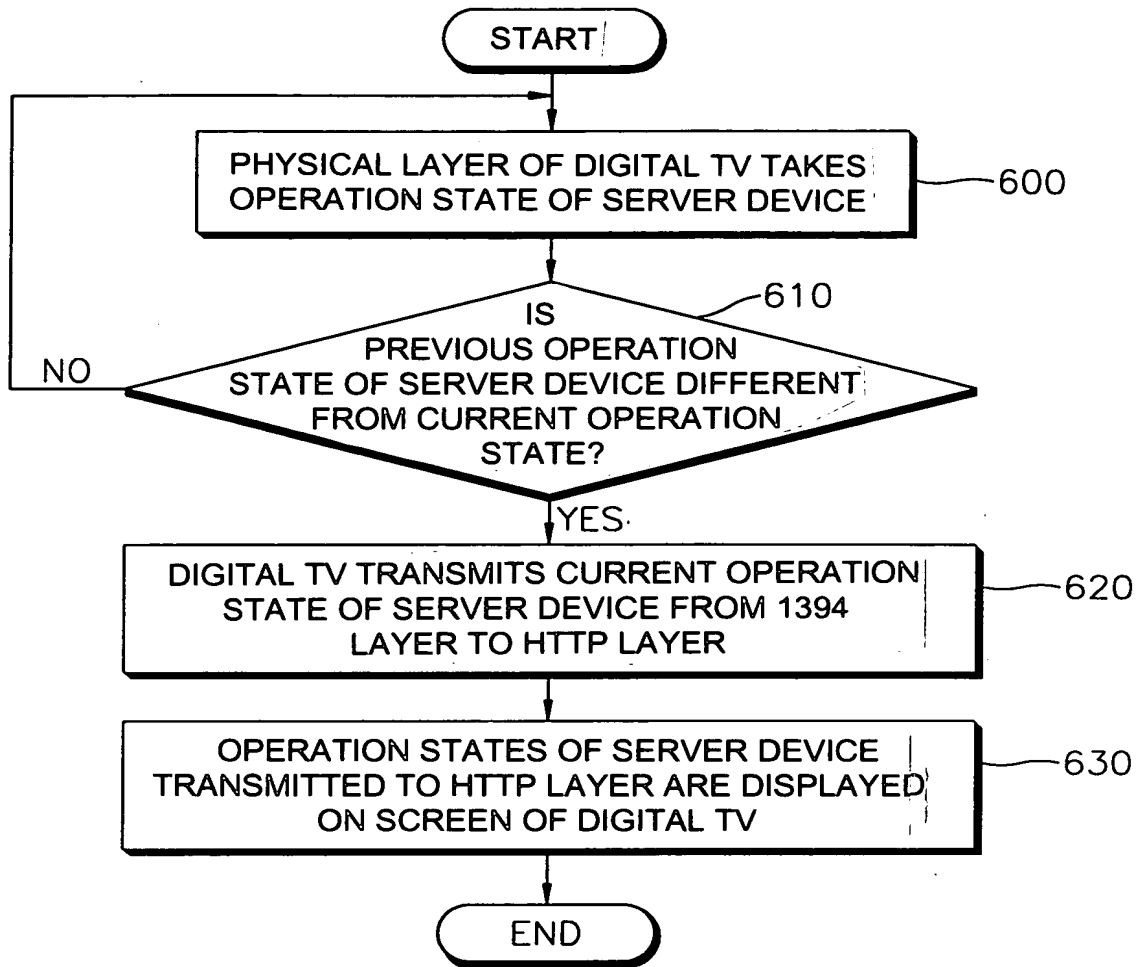 START
PHYSICAL LAYER OF DIGITAL TV TAKES
OPERATION STATE OF SERVER DEVICE
600
610
IS
PREVIOUS OPERATION
STATE OF SERVER DEVICE DIFFERENT
FROM CURRENT OPERATION
STATE?
NO
YES
DIGITAL TV TRANSMITS CURRENT OPERATION
STATE OF SERVER DEVICE FROM 1394
LAYER TO HTTP LAYER
620
OPERATION STATES OF SERVER DEVICE
TRANSMITTED TO HTTP LAYER ARE DISPLAYED
ON SCREEN OF DIGITAL TV
630
END